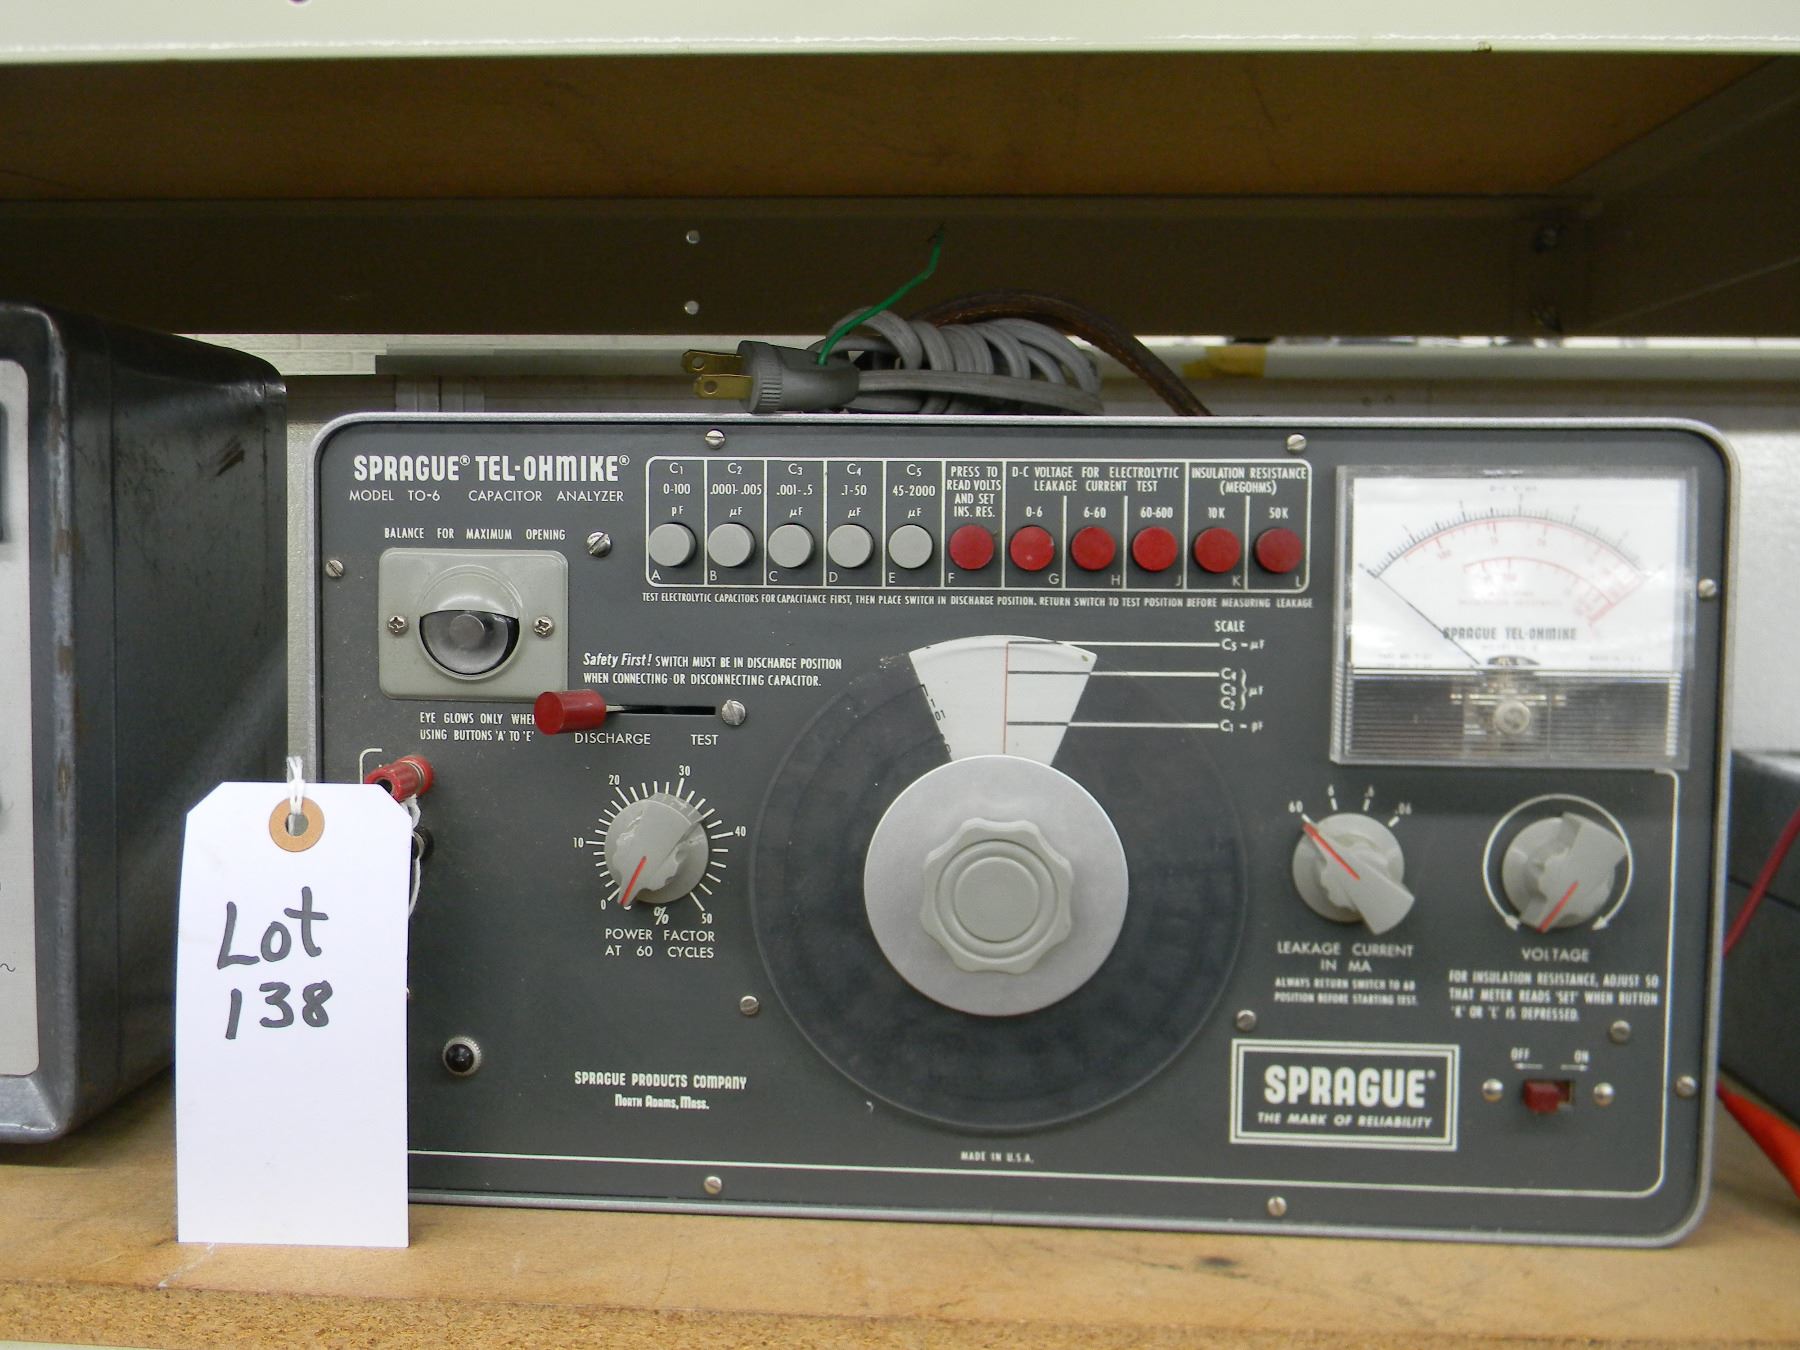 SPRAGUE® TEL-OHMIKE®
MODEL TO-6 CAPACITOR ANALYZER
BALANCE FOR MAXIMUM OPENING
C1 C2 C3 C4 C5
0-100 .0001-.005 .001-.5 .1-50 45-2000
pF µF µF µF µF
PRESS TO
READ VOLTS
AND SET
INS. RES.
D-C VOLTAGE FOR ELECTROLYTIC
LEAKAGE CURRENT TEST
0-6 6-60 60-600
INSULATION RESISTANCE
(MEGOHMS)
10K 50K
A B C D E F G H J K L
TEST ELECTROLYTIC CAPACITORS FOR CAPACITANCE FIRST, THEN PLACE SWITCH IN DISCHARGE POSITION. RETURN SWITCH TO TEST POSITION BEFORE MEASURING LEAKAGE
Safety First! SWITCH MUST BE IN DISCHARGE POSITION
WHEN CONNECTING OR DISCONNECTING CAPACITOR.
EYE GLOWS ONLY WHEN
USING BUTTONS 'A' TO 'E'
DISCHARGE TEST
SCALE
C5 - µF
C4
C3 µF
C2
C1 - pF
SPRAGUE TEL-OHMIKE
0 10 20 30 40 50
%
POWER FACTOR
AT 60 CYCLES
60 6 .6 .06
LEAKAGE CURRENT
IN MA
ALWAYS RETURN SWITCH TO 60
POSITION BEFORE STARTING TEST.
VOLTAGE
FOR INSULATION RESISTANCE, ADJUST SO
THAT METER READS 'SET' WHEN BUTTON
'K' OR 'L' IS DEPRESSED.
OFF ON
SPRAGUE®
THE MARK OF RELIABILITY
SPRAGUE PRODUCTS COMPANY
NORTH ADAMS, MASS.
MADE IN U.S.A.
Lot
138